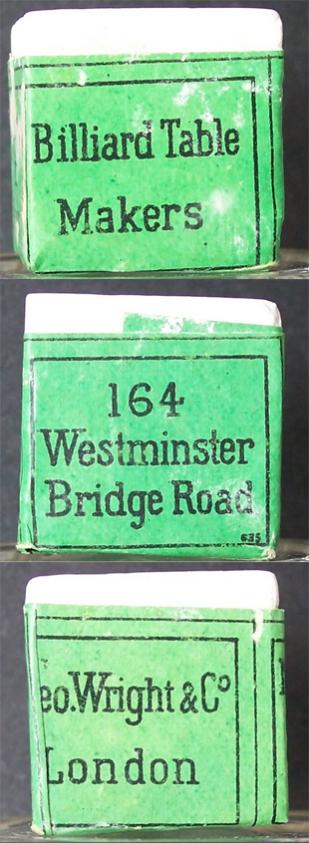 Billiard Table
Makers
164
Westminster
Bridge Road
635
eo. Wright & Cº
London